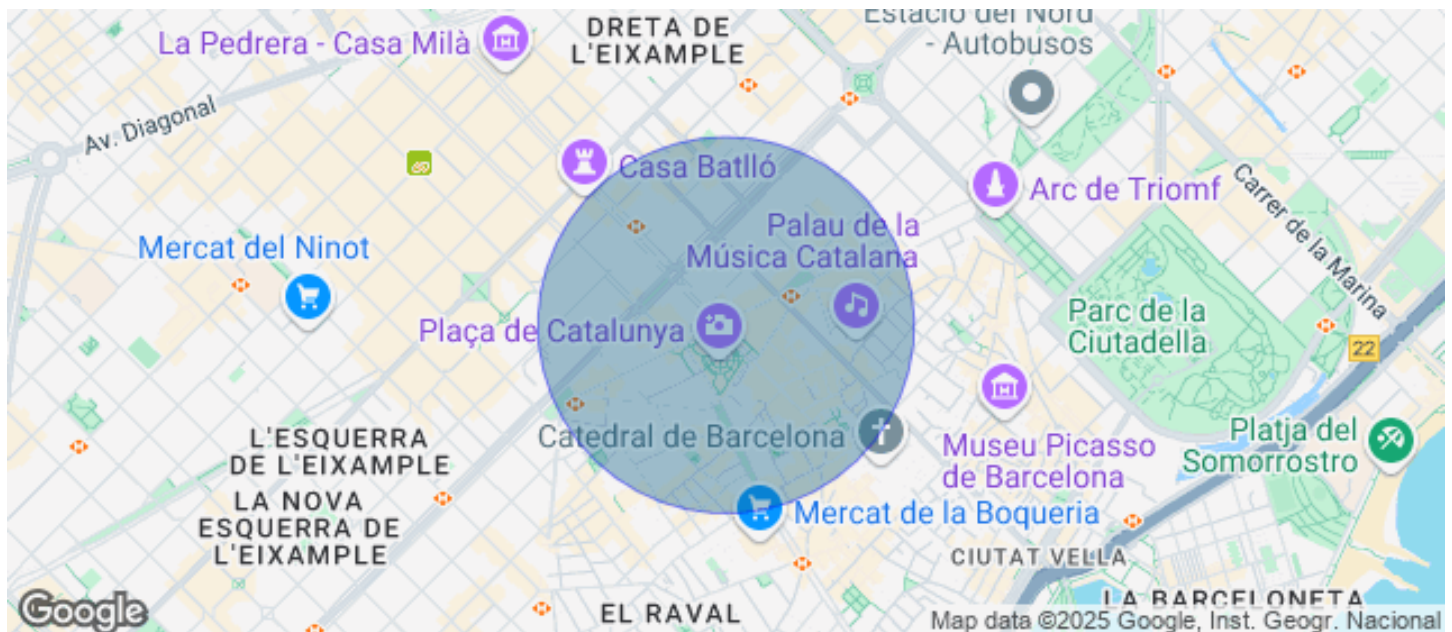 La Pedrera - Casa Milà
DRETA DE
L'EIXAMPLE
Estació del Nord
- Autobusos
Av. Diagonal
Casa Batlló
Arc de Triomf
Carrer de la Marina
Palau de la
Música Catalana
Mercat del Ninot
Plaça de Catalunya
Parc de la
Ciutadella
22
L'ESQUERRA
DE L'EIXAMPLE
Catedral de Barcelona
Museu Picasso
de Barcelona
Platja del
Somorrostro
LA NOVA
ESQUERRA DE
L'EIXAMPLE
Mercat de la Boqueria
CIUTAT VELLA
LA BARCELONETA
EL RAVAL
Google
Map data ©2025 Google, Inst. Geogr. Nacional